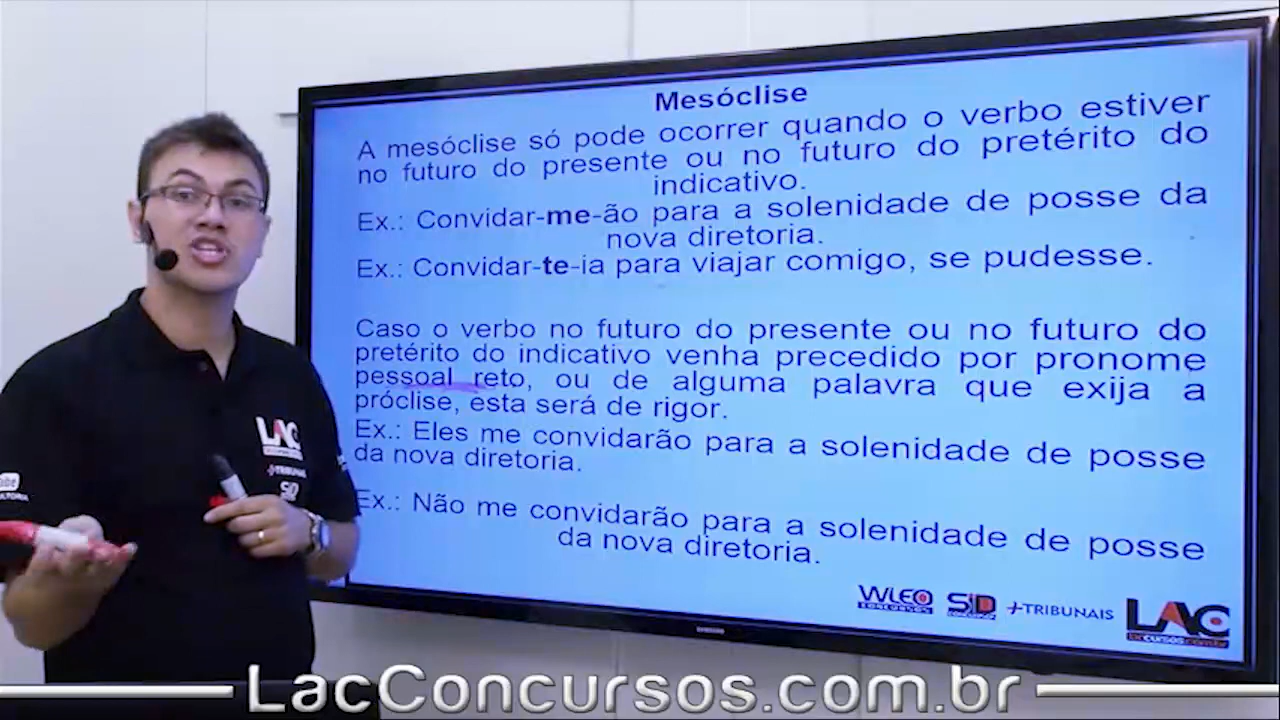 Mesóclise
A mesóclise só pode ocorrer quando o verbo estiver
no futuro do presente ou no futuro do pretérito do
indicativo.
Ex.: Convidar-me-ão para a solenidade de posse da
nova diretoria.
Ex.: Convidar-te-ia para viajar comigo, se pudesse.
Caso o verbo no futuro do presente ou no futuro do
pretérito do indicativo venha precedido por pronome
pessoal reto, ou de alguma palavra que exija a
próclise, esta será de rigor.
Ex.: Eles me convidarão para a solenidade de posse
da nova diretoria.
Ex.: Não me convidarão para a solenidade de posse
da nova diretoria.
WLEO
CONCURSOS
SD
+TRIBUNAIS
LAC
SAMSUNG
LAC
+TRIBUNAIS
SD
LacConcursos.com.br